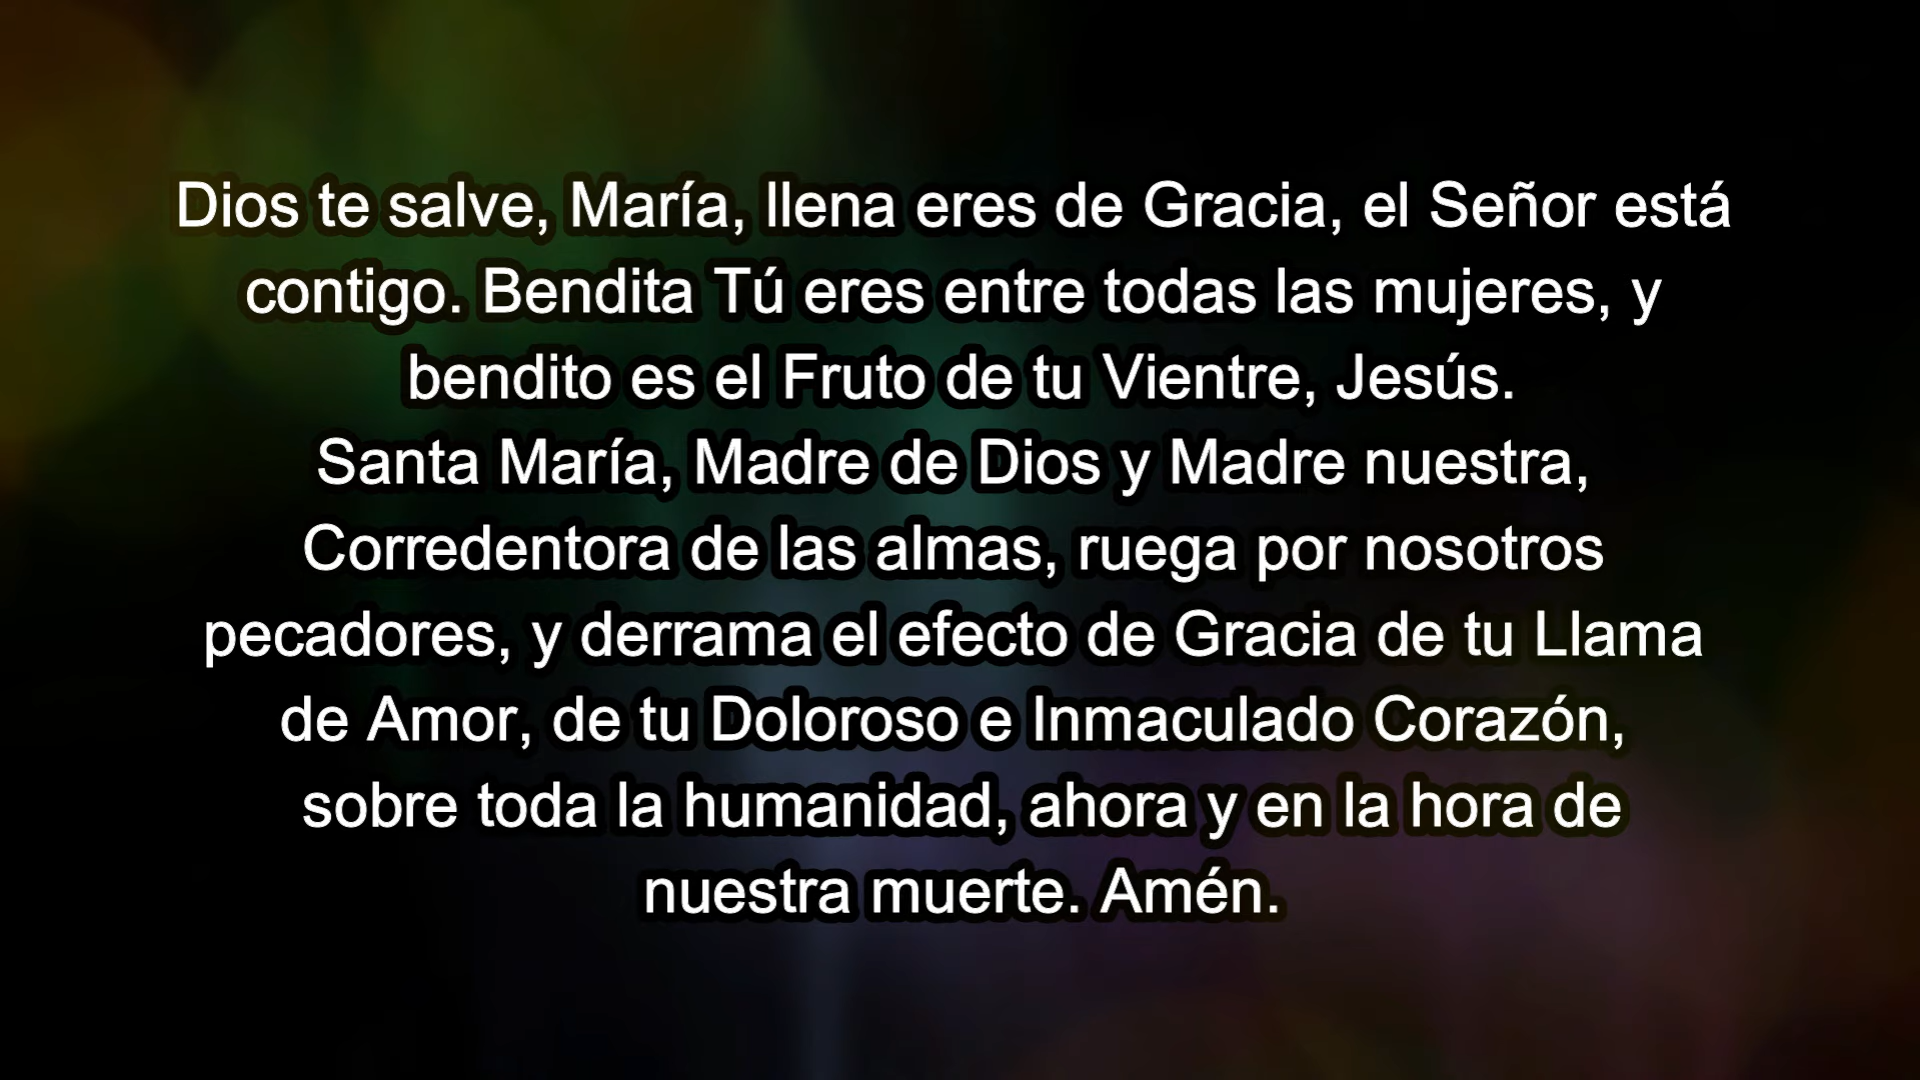 Dios te salve, María, llena eres de Gracia, el Señor está
contigo. Bendita Tú eres entre todas las mujeres, y
bendito es el Fruto de tu Vientre, Jesús.
Santa María, Madre de Dios y Madre nuestra,
Corredentora de las almas, ruega por nosotros
pecadores, y derrama el efecto de Gracia de tu Llama
de Amor, de tu Doloroso e Inmaculado Corazón,
sobre toda la humanidad, ahora y en la hora de
nuestra muerte. Amén.